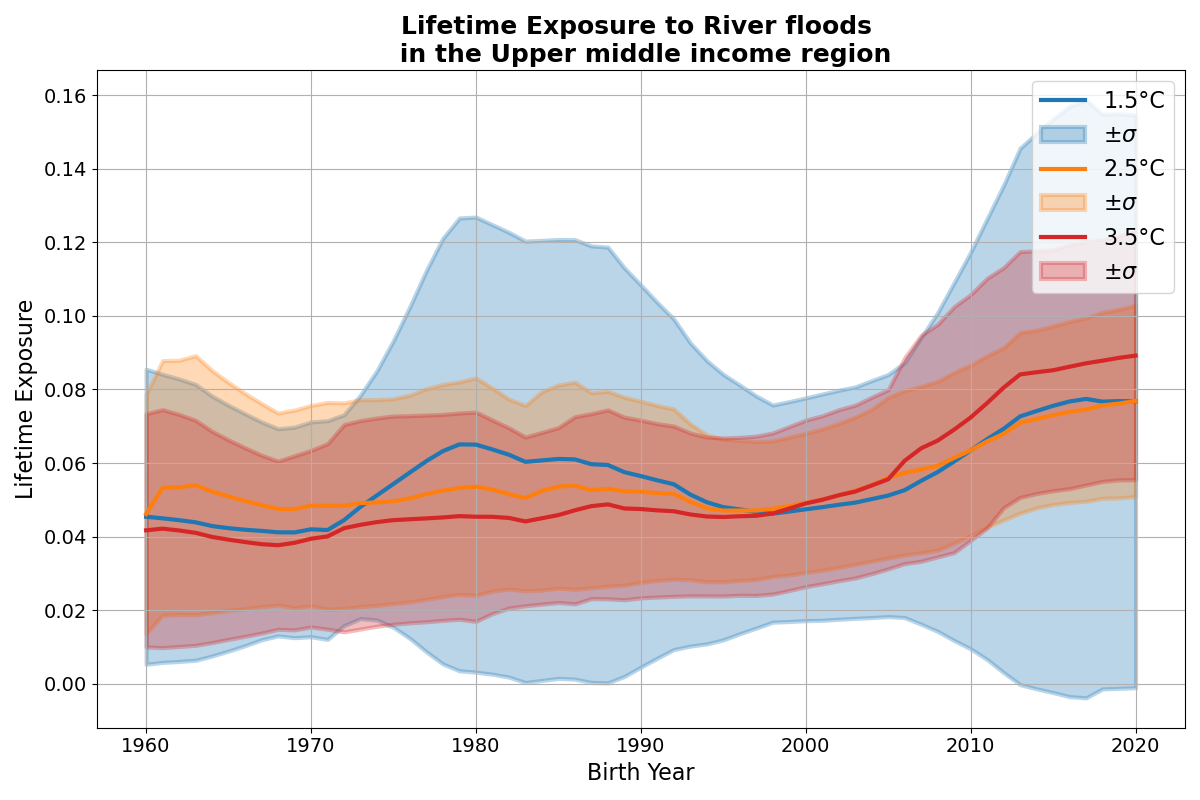 Lifetime Exposure to River floods
in the Upper middle income region
Lifetime Exposure
0.16
0.14
0.12
0.10
0.08
0.06
0.04
0.02
0.00
1.5°C
±σ
2.5°C
±σ
3.5°C
±σ
1960 1970 1980 1990 2000 2010 2020
Birth Year